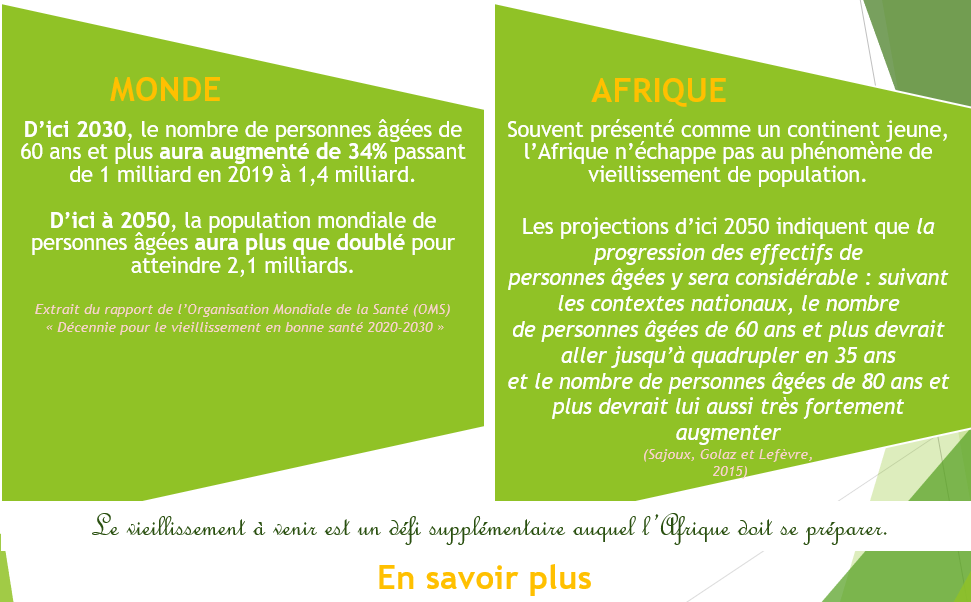 MONDE
D’ici 2030, le nombre de personnes âgées de
60 ans et plus aura augmenté de 34% passant
de 1 milliard en 2019 à 1,4 milliard.
D’ici à 2050, la population mondiale de
personnes âgées aura plus que doublé pour
atteindre 2,1 milliards.
Extrait du rapport de l’Organisation Mondiale de la Santé (OMS)
« Décennie pour le vieillissement en bonne santé 2020-2030 »
AFRIQUE
Souvent présenté comme un continent jeune,
l’Afrique n’échappe pas au phénomène de
vieillissement de population.
Les projections d’ici 2050 indiquent que la
progression des effectifs de
personnes âgées y sera considérable : suivant
les contextes nationaux, le nombre
de personnes âgées de 60 ans et plus devrait
aller jusqu’à quadrupler en 35 ans
et le nombre de personnes âgées de 80 ans et
plus devrait lui aussi très fortement
augmenter
(Sajoux, Golaz et Lefèvre,
2015)
Le vieillissement à venir est un défi supplémentaire auquel l’Afrique doit se préparer.
En savoir plus